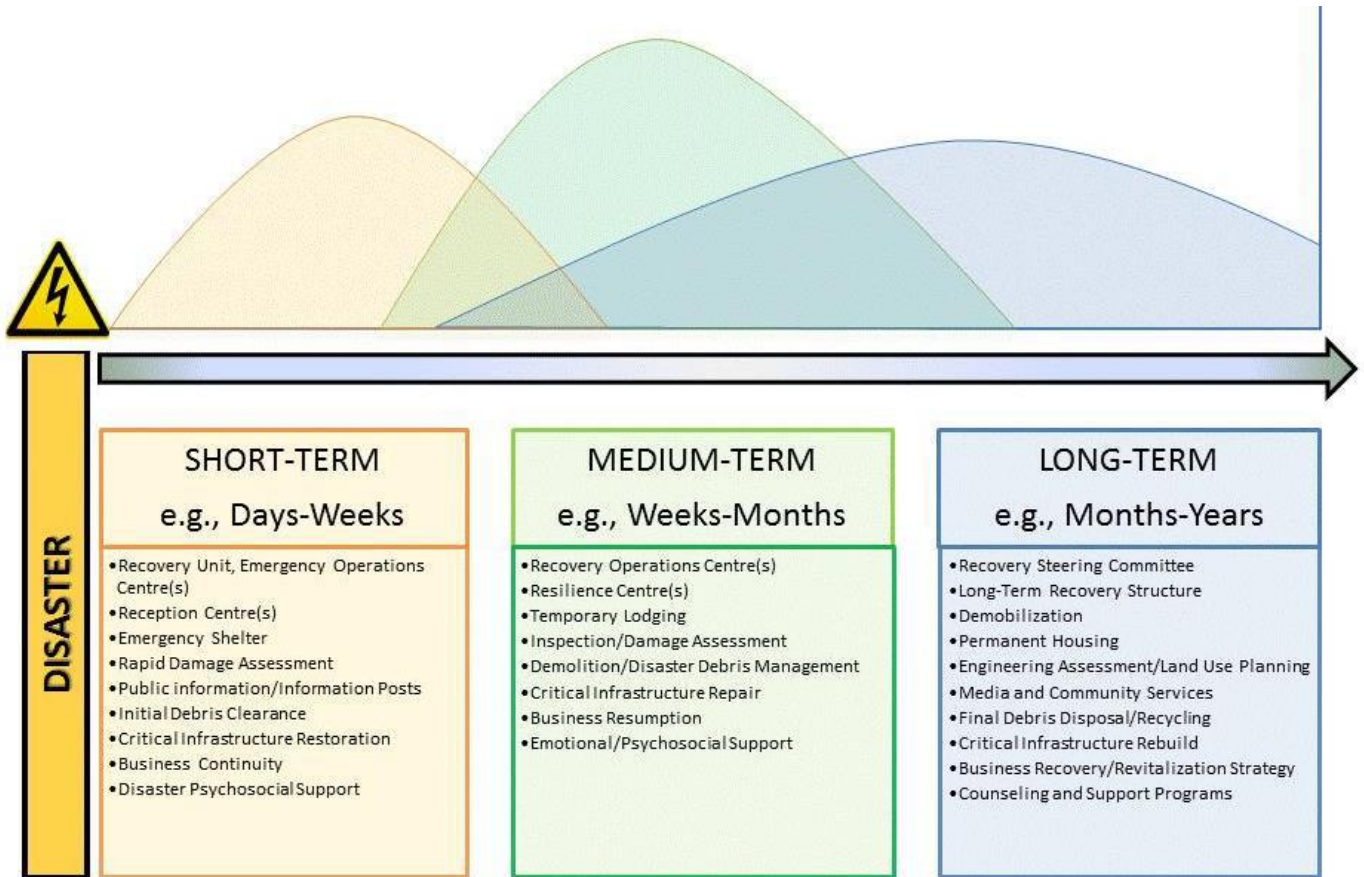 DISASTER
SHORT-TERM
e.g., Days-Weeks
•Recovery Unit, Emergency Operations
Centre(s)
•Reception Centre(s)
•Emergency Shelter
•Rapid Damage Assessment
•Public information/Information Posts
•Initial Debris Clearance
•Critical Infrastructure Restoration
•Business Continuity
•Disaster Psychosocial Support
MEDIUM-TERM
e.g., Weeks-Months
•Recovery Operations Centre(s)
•Resilience Centre(s)
•Temporary Lodging
•Inspection/Damage Assessment
•Demolition/Disaster Debris Management
•Critical Infrastructure Repair
•Business Resumption
•Emotional/Psychosocial Support
LONG-TERM
e.g., Months-Years
•Recovery Steering Committee
•Long-Term Recovery Structure
•Demobilization
•Permanent Housing
•Engineering Assessment/Land Use Planning
•Media and Community Services
•Final Debris Disposal/Recycling
•Critical Infrastructure Rebuild
•Business Recovery/Revitalization Strategy
•Counseling and Support Programs